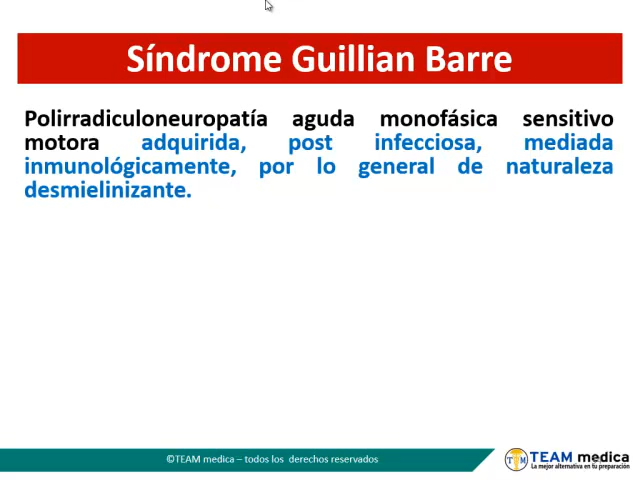 Síndrome Guillian Barre
Polirradiculoneuropatía aguda monofásica sensitivo
motora adquirida, post infecciosa, mediada
inmunológicamente, por lo general de naturaleza
desmielinizante.
©TEAM medica – todos los derechos reservados
TM
TEAM medica
La mejor alternativa en tu preparación